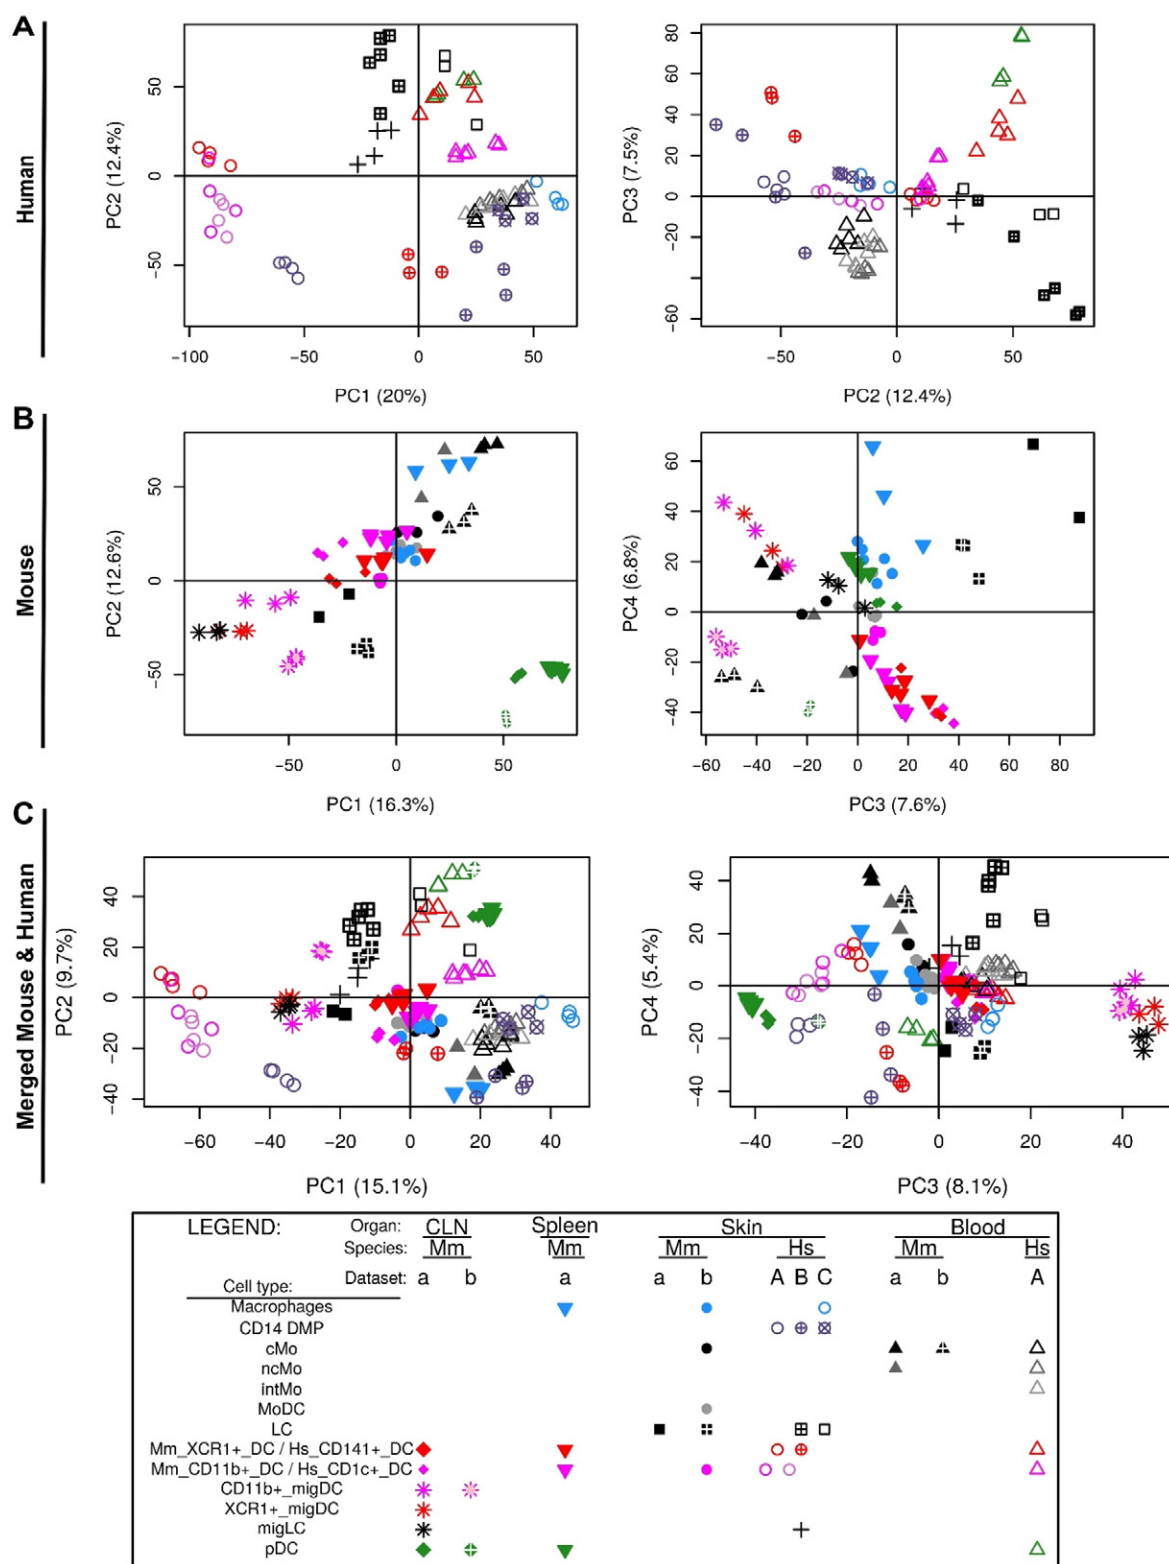 A
Human
PC2 (12.4%)
50
0
−50
−100
−50
0
50
PC1 (20%)
PC3 (7.5%)
80
60
40
20
0
−20
−60
−50
0
50
PC2 (12.4%)
B
Mouse
PC2 (12.6%)
50
0
−50
−50
0
50
PC1 (16.3%)
PC4 (6.8%)
60
40
20
0
−20
−40
−60
−40
−20
0
20
40
60
80
PC3 (7.6%)
C
Merged Mouse & Human
PC2 (9.7%)
40
20
0
−20
−40
−60
−40
−20
0
20
40
PC1 (15.1%)
PC4 (5.4%)
40
20
0
−20
−40
−40
−20
0
20
40
PC3 (8.1%)
LEGEND: Organ: CLN Spleen Skin Blood
Species: Mm Mm Mm Hs Mm Hs
Dataset: a b a a b A B C a b A
Cell type:
Macrophages
CD14 DMP
cMo
ncMo
intMo
MoDC
LC
Mm_XCR1+_DC / Hs_CD141+_DC
Mm_CD11b+_DC / Hs_CD1c+_DC
CD11b+_migDC
XCR1+_migDC
migLC
pDC